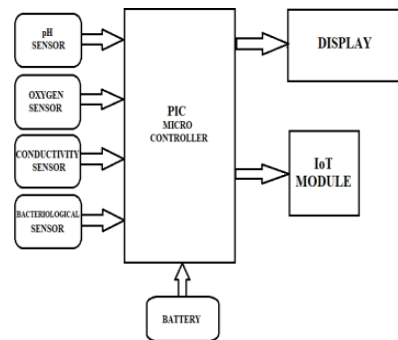 pH
SENSOR
OXYGEN
SENSOR
CONDUCTIVITY
SENSOR
BACTERIOLOGICAL
SENSOR
PIC
MICRO
CONTROLLER
DISPLAY
IoT
MODULE
BATTERY